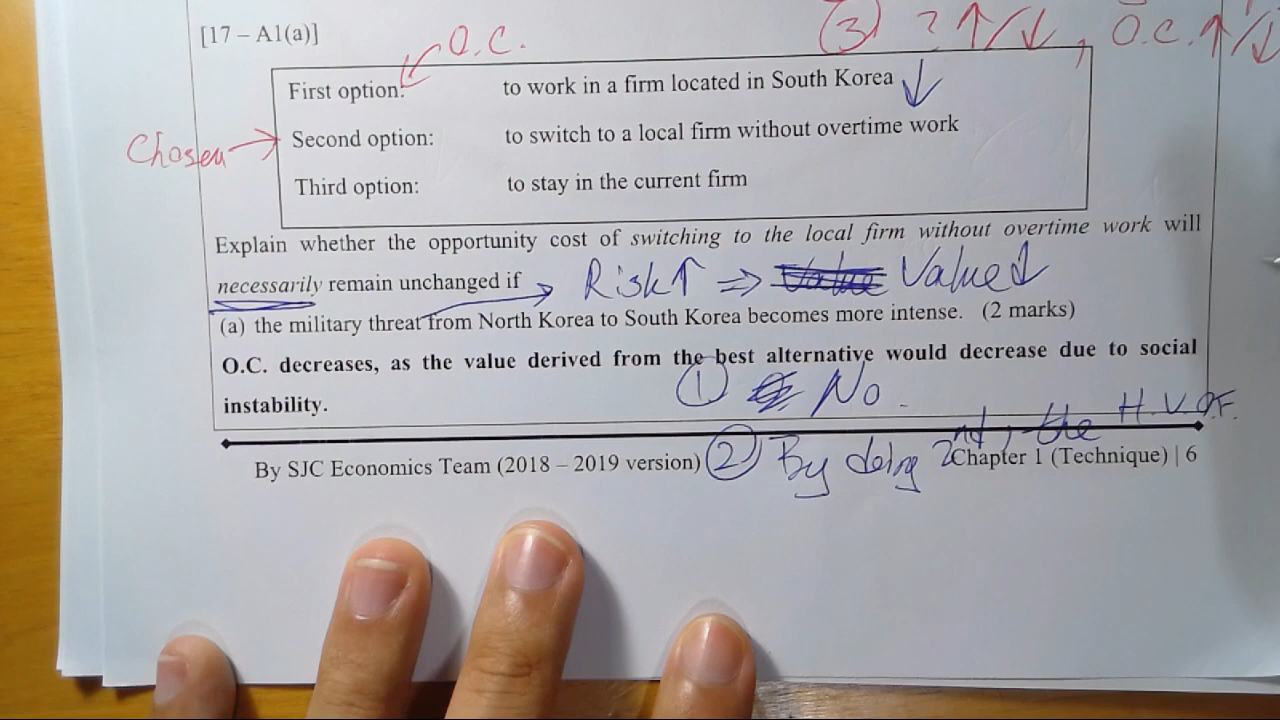 [17 – A1(a)]
O.C.
(3) ? ↑/↓, O.C. ↑/↓
First option: to work in a firm located in South Korea ↓
Chosen → Second option: to switch to a local firm without overtime work
Third option: to stay in the current firm
Explain whether the opportunity cost of switching to the local firm without overtime work will
necessarily remain unchanged if → Risk↑ ⇒ Value↓
(a) the military threat from North Korea to South Korea becomes more intense. (2 marks)
O.C. decreases, as the value derived from the best alternative would decrease due to social
instability.
① No.
② By doing 2nd, the H.V.O.F.
By SJC Economics Team (2018 – 2019 version)
Chapter 1 (Technique) | 6